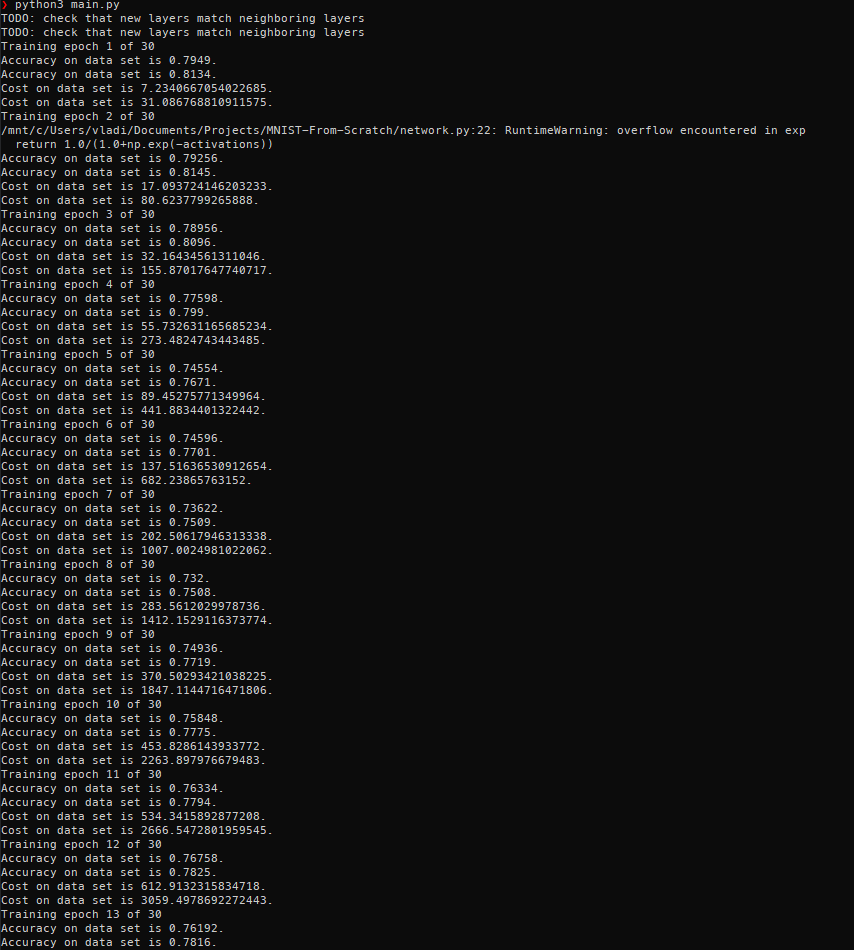 ❯ python3 main.py
TODO: check that new layers match neighboring layers
TODO: check that new layers match neighboring layers
Training epoch 1 of 30
Accuracy on data set is 0.7949.
Accuracy on data set is 0.8134.
Cost on data set is 7.2340667054022685.
Cost on data set is 31.086768810911575.
Training epoch 2 of 30
/mnt/c/Users/vladi/Documents/Projects/MNIST-From-Scratch/network.py:22: RuntimeWarning: overflow encountered in exp
  return 1.0/(1.0+np.exp(-activations))
Accuracy on data set is 0.79256.
Accuracy on data set is 0.8145.
Cost on data set is 17.093724146203233.
Cost on data set is 80.6237799265888.
Training epoch 3 of 30
Accuracy on data set is 0.78956.
Accuracy on data set is 0.8096.
Cost on data set is 32.16434561311046.
Cost on data set is 155.87017647740717.
Training epoch 4 of 30
Accuracy on data set is 0.77598.
Accuracy on data set is 0.799.
Cost on data set is 55.732631165685234.
Cost on data set is 273.4824743443485.
Training epoch 5 of 30
Accuracy on data set is 0.74554.
Accuracy on data set is 0.7671.
Cost on data set is 89.45275771349964.
Cost on data set is 441.8834401322442.
Training epoch 6 of 30
Accuracy on data set is 0.74596.
Accuracy on data set is 0.7701.
Cost on data set is 137.51636530912654.
Cost on data set is 682.23865763152.
Training epoch 7 of 30
Accuracy on data set is 0.73622.
Accuracy on data set is 0.7509.
Cost on data set is 202.50617946313338.
Cost on data set is 1007.0024981022062.
Training epoch 8 of 30
Accuracy on data set is 0.732.
Accuracy on data set is 0.7508.
Cost on data set is 283.5612029978736.
Cost on data set is 1412.1529116373774.
Training epoch 9 of 30
Accuracy on data set is 0.74936.
Accuracy on data set is 0.7719.
Cost on data set is 370.50293421038225.
Cost on data set is 1847.1144716471806.
Training epoch 10 of 30
Accuracy on data set is 0.75848.
Accuracy on data set is 0.7775.
Cost on data set is 453.8286143933772.
Cost on data set is 2263.897976679483.
Training epoch 11 of 30
Accuracy on data set is 0.76334.
Accuracy on data set is 0.7794.
Cost on data set is 534.3415892877208.
Cost on data set is 2666.5472801959545.
Training epoch 12 of 30
Accuracy on data set is 0.76758.
Accuracy on data set is 0.7825.
Cost on data set is 612.9132315834718.
Cost on data set is 3059.4978692272443.
Training epoch 13 of 30
Accuracy on data set is 0.76192.
Accuracy on data set is 0.7816.